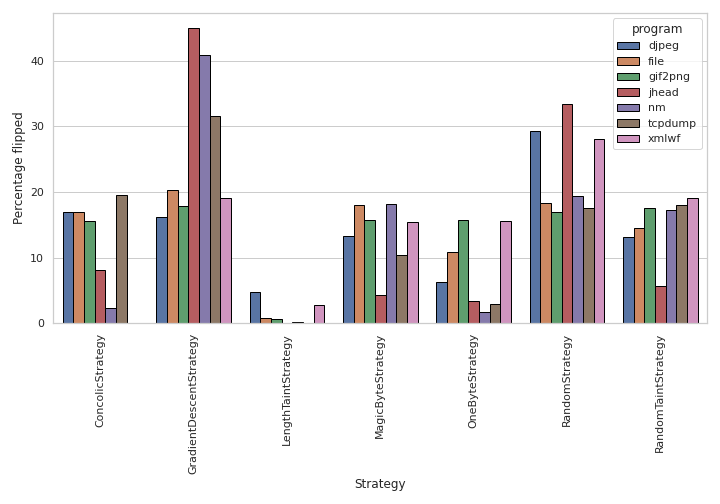 program
djpeg
file
gif2png
jhead
nm
tcpdump
xmlwf
Percentage flipped
40
30
20
10
0
ConcolicStrategy
GradientDescentStrategy
LengthTaintStrategy
MagicByteStrategy
OneByteStrategy
RandomStrategy
RandomTaintStrategy
Strategy